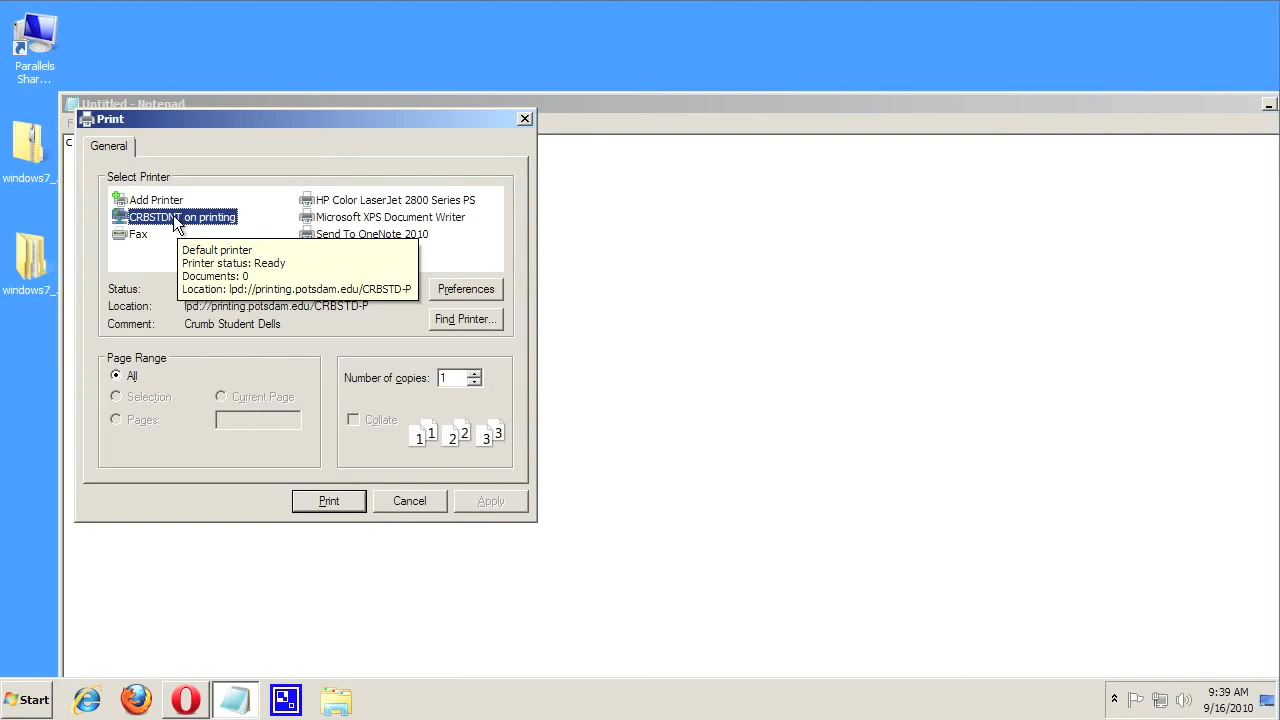 Parallels
Shar...
windows7_.
windows7_.
Untitled - Notepad
Print
General
Select Printer
Add Printer
HP Color LaserJet 2800 Series PS
CRBSTDNT on printing
Microsoft XPS Document Writer
Fax
Send To OneNote 2010
Default printer
Printer status: Ready
Documents: 0
Location: lpd://printing.potsdam.edu/CRBSTD-P
Status:
Preferences
Location:
lpd://printing.potsdam.edu/CRBSTD-P
Find Printer...
Comment:
Crumb Student Dells
Page Range
All
Number of copies:
1
Selection
Current Page
Pages:
Collate
1 1 2 2 3 3
Print
Cancel
Apply
Start
9:39 AM
9/16/2010